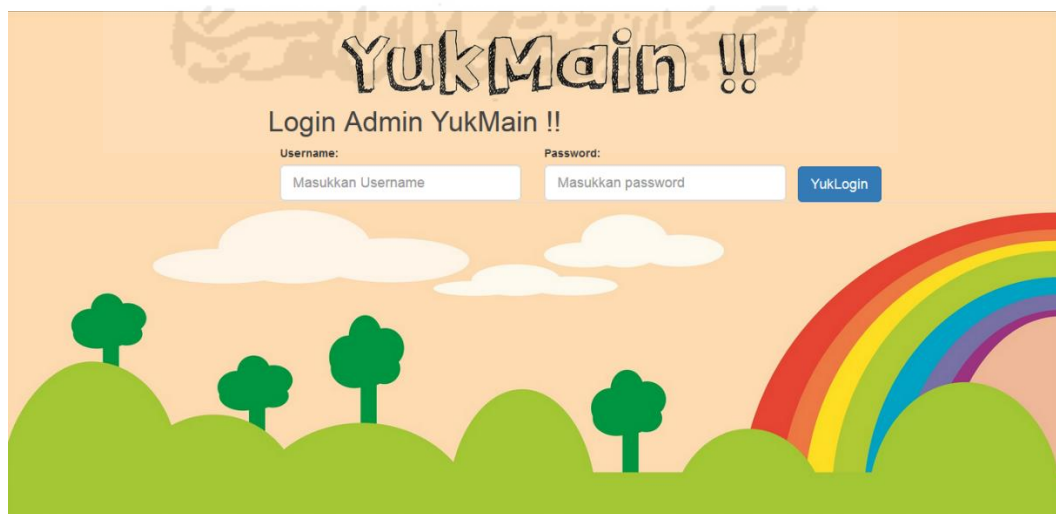 YukMain !!
Login Admin YukMain !!
Username: Password:
Masukkan Username Masukkan password YukLogin